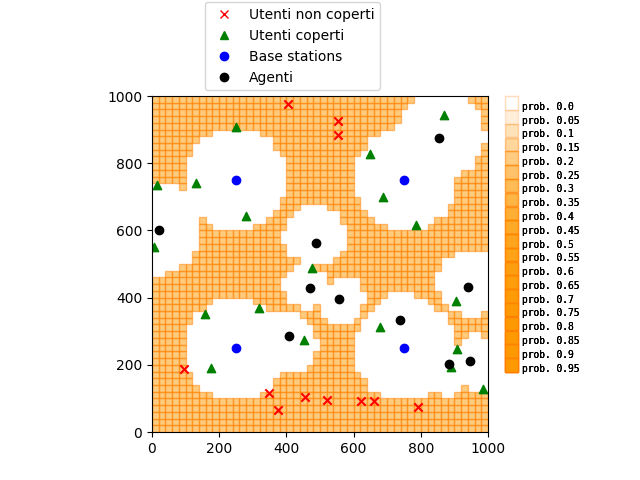 Utenti non coperti
Utenti coperti
Base stations
Agenti
1000
800
600
400
200
0
0
200
400
600
800
1000
prob. 0.0
prob. 0.05
prob. 0.1
prob. 0.15
prob. 0.2
prob. 0.25
prob. 0.3
prob. 0.35
prob. 0.4
prob. 0.45
prob. 0.5
prob. 0.55
prob. 0.6
prob. 0.65
prob. 0.7
prob. 0.75
prob. 0.8
prob. 0.85
prob. 0.9
prob. 0.95